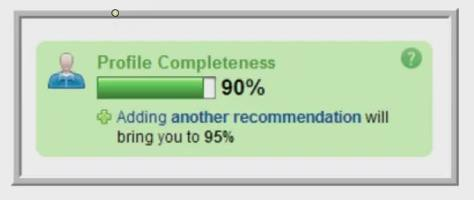 Profile Completeness
?
90%
Adding another recommendation will
bring you to 95%